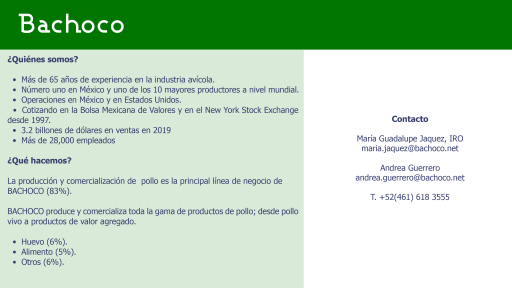 Bachoco
¿Quiénes somos?
• Más de 65 años de experiencia en la industria avícola.
• Número uno en México y uno de los 10 mayores productores a nivel mundial.
• Operaciones en México y en Estados Unidos.
• Cotizando en la Bolsa Mexicana de Valores y en el New York Stock Exchange
desde 1997.
• 3.2 billones de dólares en ventas en 2019
• Más de 28,000 empleados
¿Qué hacemos?
La producción y comercialización de pollo es la principal línea de negocio de
BACHOCO (83%).
BACHOCO produce y comercializa toda la gama de productos de pollo; desde pollo
vivo a productos de valor agregado.
• Huevo (6%).
• Alimento (5%).
• Otros (6%).
Contacto
María Guadalupe Jaquez, IRO
maria.jaquez@bachoco.net
Andrea Guerrero
andrea.guerrero@bachoco.net
T. +52(461) 618 3555